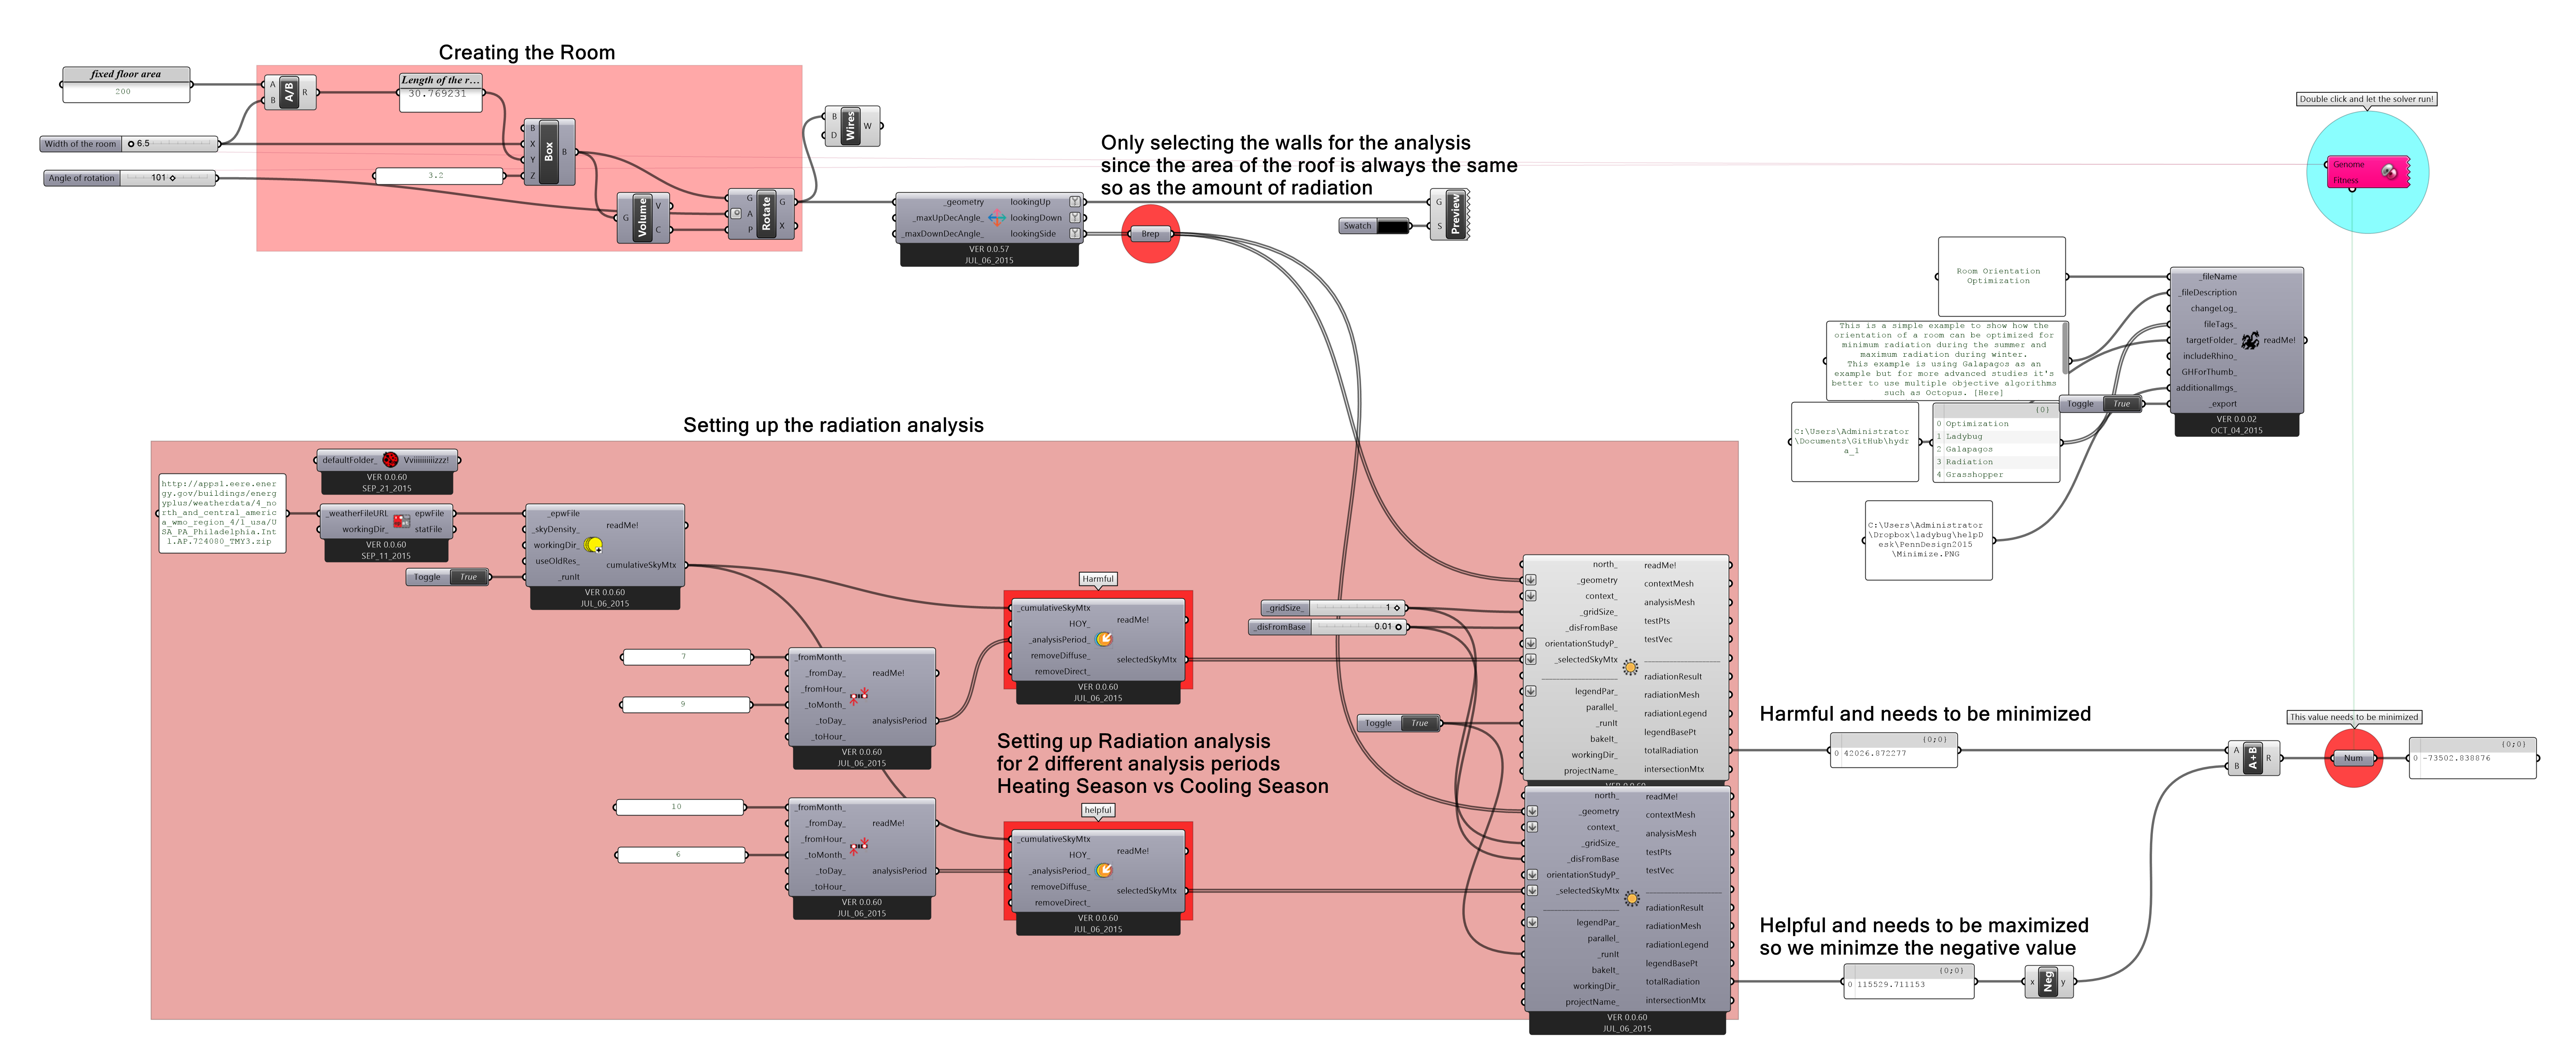 Creating the Room
fixed floor area
200
A
B
A/B
R
Length of the r...
30.769231
Width of the room
6.5
Angle of rotation
101
3.2
B
X
Y
Z
Box
B
G
Volume
V
C
G
A
P
Rotate
G
X
B
D
Wires
W
Only selecting the walls for the analysis
since the area of the roof is always the same
so as the amount of radiation
_geometry
_maxUpDecAngle_
_maxDownDecAngle_
lookingUp
lookingDown
lookingSide
VER 0.0.57
JUL_06_2015
Brep
Swatch
G
S
Preview
Double click and let the solver run!
Genome
Fitness
Room Orientation
Optimization
This is a simple example to show how the
orientation of a room can be optimized for
minimum radiation during the summer and
maximum radiation during winter.
This example is using Galapagos as an
example but for more advanced studies it's
better to use multiple objective algorithms
such as Octopus. [Here]
C:\Users\Administrator
\Documents\GitHub\hydr
a_1
{0}
0 Optimization
1 Ladybug
2 Galapagos
3 Radiation
4 Grasshopper
Toggle
True
C:\Users\Administrator
\Dropbox\ladybug\helpD
esk\PennDesign2015
\Minimize.PNG
_fileName
_fileDescription
changeLog_
fileTags_
targetFolder_
includeRhino_
GHForThumb_
additionalImgs_
_export
readMe!
VER 0.0.02
OCT_04_2015
Setting up the radiation analysis
http://apps1.eere.ener
gy.gov/buildings/energ
yplus/weatherdata/4_no
rth_and_central_americ
a_wmo_region_4/1_usa/U
SA_PA_Philadelphia.Int
l.AP.724080_TMY3.zip
defaultFolder_
Vviiiiiiiiiizzz!
VER 0.0.60
SEP_21_2015
_weatherFileURL
workingDir_
epwFile
statFile
VER 0.0.60
SEP_11_2015
Toggle
True
_epwFile
_skyDensity_
workingDir_
useOldRes_
_runIt
readMe!
cumulativeSkyMtx
VER 0.0.60
JUL_06_2015
7
9
_fromMonth_
_fromDay_
_fromHour_
_toMonth_
_toDay_
_toHour_
readMe!
analysisPeriod
VER 0.0.60
JUL_06_2015
10
6
_fromMonth_
_fromDay_
_fromHour_
_toMonth_
_toDay_
_toHour_
readMe!
analysisPeriod
VER 0.0.60
JUL_06_2015
Harmful
_cumulativeSkyMtx
HOY_
_analysisPeriod_
removeDiffuse_
removeDirect_
readMe!
selectedSkyMtx
VER 0.0.60
JUL_06_2015
Setting up Radiation analysis
for 2 different analysis periods
Heating Season vs Cooling Season
helpful
_cumulativeSkyMtx
HOY_
_analysisPeriod_
removeDiffuse_
removeDirect_
readMe!
selectedSkyMtx
VER 0.0.60
JUL_06_2015
_gridSize_
1
_disFromBase
0.01
Toggle
True
north_
_geometry
context_
_gridSize_
_disFromBase
orientationStudyP_
_selectedSkyMtx
legendPar_
parallel_
_runIt
bakeIt_
workingDir_
projectName_
readMe!
contextMesh
analysisMesh
testPts
testVec
radiationResult
radiationMesh
radiationLegend
legendBasePt
totalRadiation
intersectionMtx
VER 0.0.60
north_
_geometry
context_
_gridSize_
_disFromBase
orientationStudyP_
_selectedSkyMtx
legendPar_
parallel_
_runIt
bakeIt_
workingDir_
projectName_
readMe!
contextMesh
analysisMesh
testPts
testVec
radiationResult
radiationMesh
radiationLegend
legendBasePt
totalRadiation
intersectionMtx
VER 0.0.60
JUL_06_2015
Harmful and needs to be minimized
{0;0}
0 42026.872277
Helpful and needs to be maximized
so we minimze the negative value
{0;0}
0 115529.711153
x
Neg
y
A
B
A+B
R
This value needs to be minimized
Num
{0;0}
0 -73502.838876